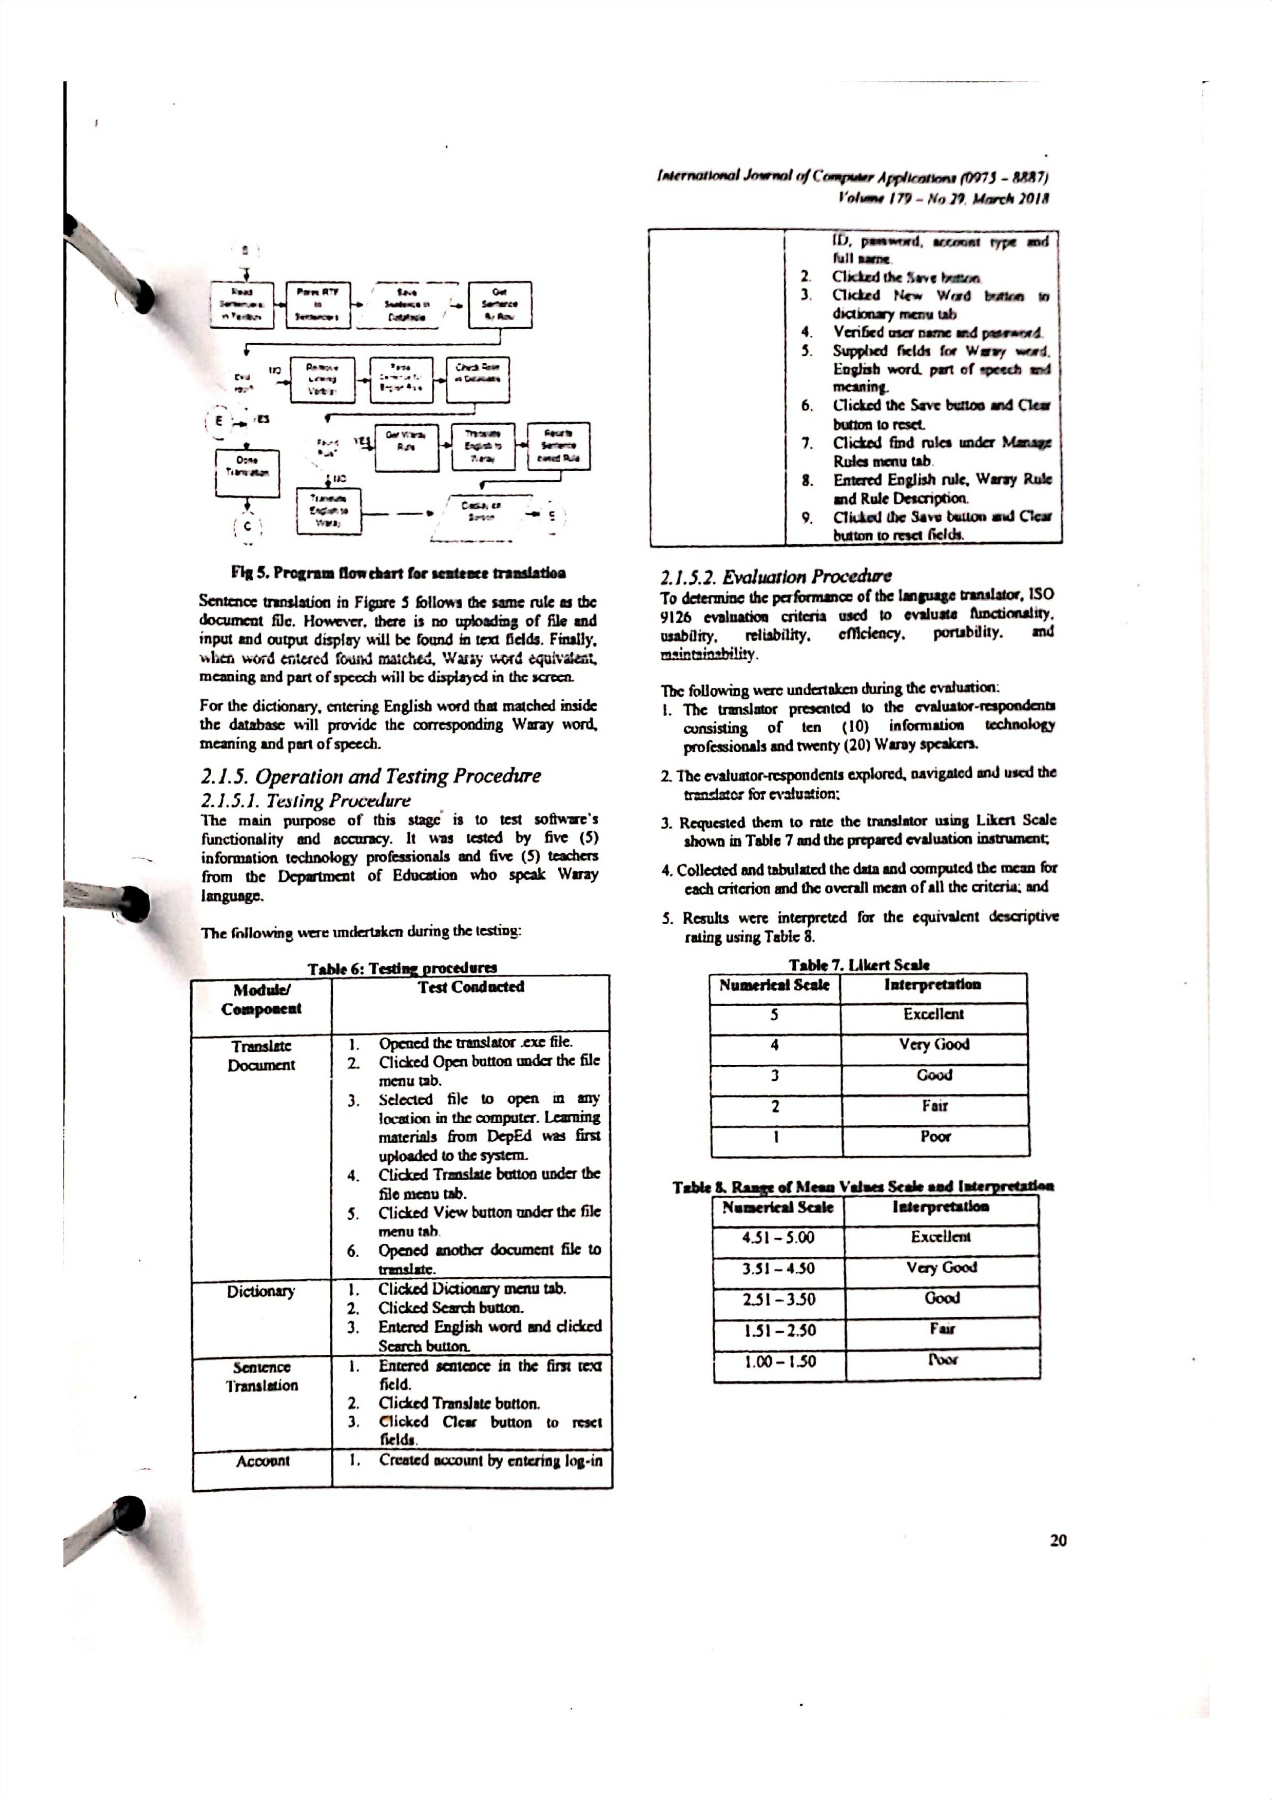 International Journal of Computer Applications (0975 – 8887)
Volume 179 – No.29, March 2018
S
Read
Sentences
in Textbox
Parse RTF
to
Sentences
Save
Sentence in
Database
Get
Sentence
By Row
End
NO
Remove
Linking
Verbs
Parse
Check Rule
in Database
E
YES
Found
Rule?
YES
Get Waray
Rule
Translate
English to
Waray
Sentence
based Rule
Done
Translation
NO
Translate
English to
Waray
Display on
Screen
E
C
Fig 5. Program flowchart for sentence translation
Sentence translation in Figure 5 follows the same rule as the
document file. However, there is no uploading of file and
input and output display will be found in text fields. Finally,
when word entered found matched, Waray word equivalent,
meaning and part of speech will be displayed in the screen.
For the dictionary, entering English word that matched inside
the database will provide the corresponding Waray word,
meaning and part of speech.
2.1.5. Operation and Testing Procedure
2.1.5.1. Testing Procedure
The main purpose of this stage is to test software's
functionality and accuracy. It was tested by five (5)
information technology professionals and five (5) teachers
from the Department of Education who speak Waray
language.
The following were undertaken during the testing:
Table 6: Testing procedures
Module/
Component
Test Conducted
Translate
Document
1. Opened the translator .exe file.
2. Clicked Open button under the file
menu tab.
3. Selected file to open in any
location in the computer. Learning
materials from DepEd was first
uploaded to the system.
4. Clicked Translate button under the
file menu tab.
5. Clicked View button under the file
menu tab.
6. Opened another document file to
translate.
Dictionary
1. Clicked Dictionary menu tab.
2. Clicked Search button.
3. Entered English word and clicked
Search button.
Sentence
Translation
1. Entered sentence in the first text
field.
2. Clicked Translate button.
3. Clicked Clear button to reset
fields.
Account
1. Created account by entering log-in
ID, password, account type and
full name.
2. Clicked the Save button
3. Clicked New Word button in
dictionary menu tab
4. Verified user name and password.
5. Supplied fields for Waray word,
English word, part of speech and
meaning.
6. Clicked the Save button and Clear
button to reset.
7. Clicked find rules under Manage
Rules menu tab.
8. Entered English rule, Waray Rule
and Rule Description.
9. Clicked the Save button and Clear
button to reset fields.
2.1.5.2. Evaluation Procedure
To determine the performance of the language translator, ISO
9126 evaluation criteria used to evaluate functionality,
usability, reliability, efficiency, portability, and
maintainability.
The following were undertaken during the evaluation:
1. The translator presented to the evaluator-respondents
consisting of ten (10) information technology
professionals and twenty (20) Waray speakers.
2. The evaluator-respondents explored, navigated and used the
translator for evaluation;
3. Requested them to rate the translator using Likert Scale
shown in Table 7 and the prepared evaluation instrument;
4. Collected and tabulated the data and computed the mean for
each criterion and the overall mean of all the criteria; and
5. Results were interpreted for the equivalent descriptive
rating using Table 8.
Table 7. Likert Scale
Numerical Scale Interpretation
5 Excellent
4 Very Good
3 Good
2 Fair
1 Poor
Table 8. Range of Mean Values Scale and Interpretation
Numerical Scale Interpretation
4.51 – 5.00 Excellent
3.51 – 4.50 Very Good
2.51 – 3.50 Good
1.51 – 2.50 Fair
1.00 – 1.50 Poor
20